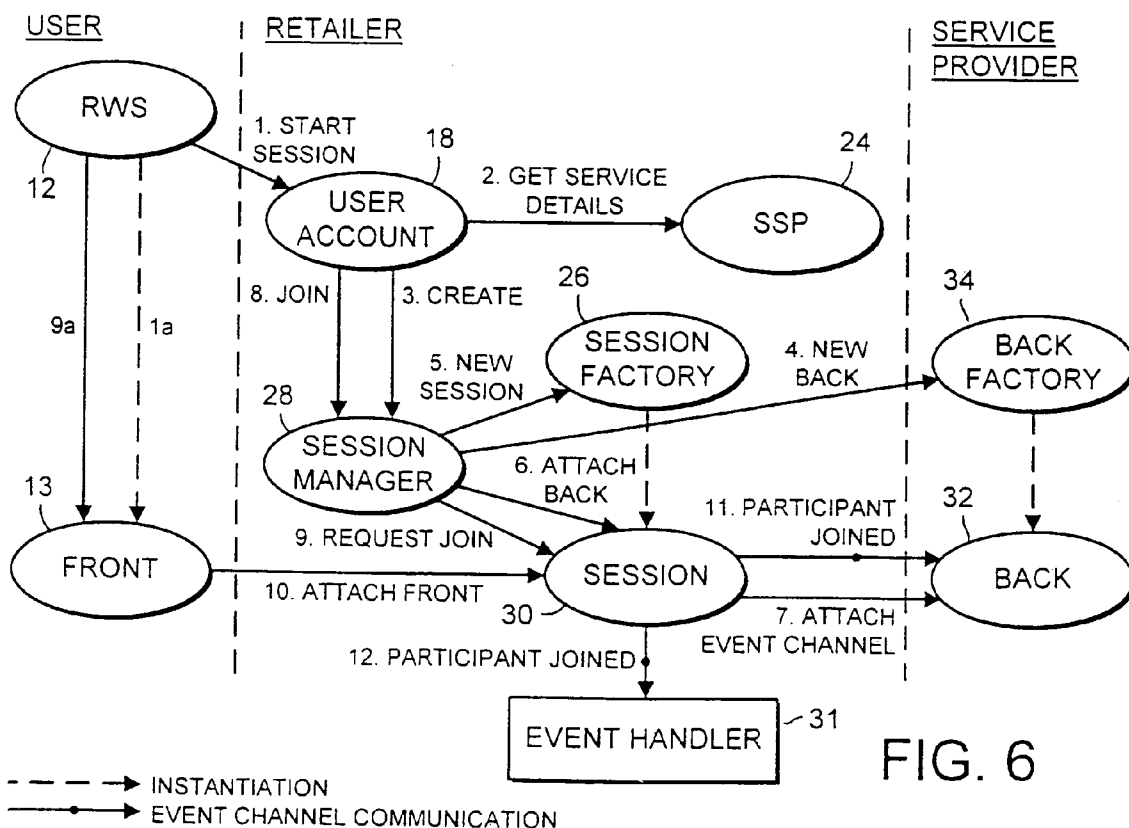 USER
RETAILER
SERVICE
PROVIDER
RWS
12
1. START
SESSION
18
USER
ACCOUNT
2. GET SERVICE
DETAILS
24
SSP
9a
1a
8. JOIN
3. CREATE
26
SESSION
FACTORY
34
BACK
FACTORY
5. NEW
SESSION
4. NEW
BACK
28
SESSION
MANAGER
6. ATTACH
BACK
13
FRONT
9. REQUEST JOIN
10. ATTACH FRONT
SESSION
30
11. PARTICIPANT
JOINED
32
BACK
7. ATTACH
EVENT CHANNEL
12. PARTICIPANT JOINED
EVENT HANDLER
31
FIG. 6
INSTANTIATION
EVENT CHANNEL COMMUNICATION